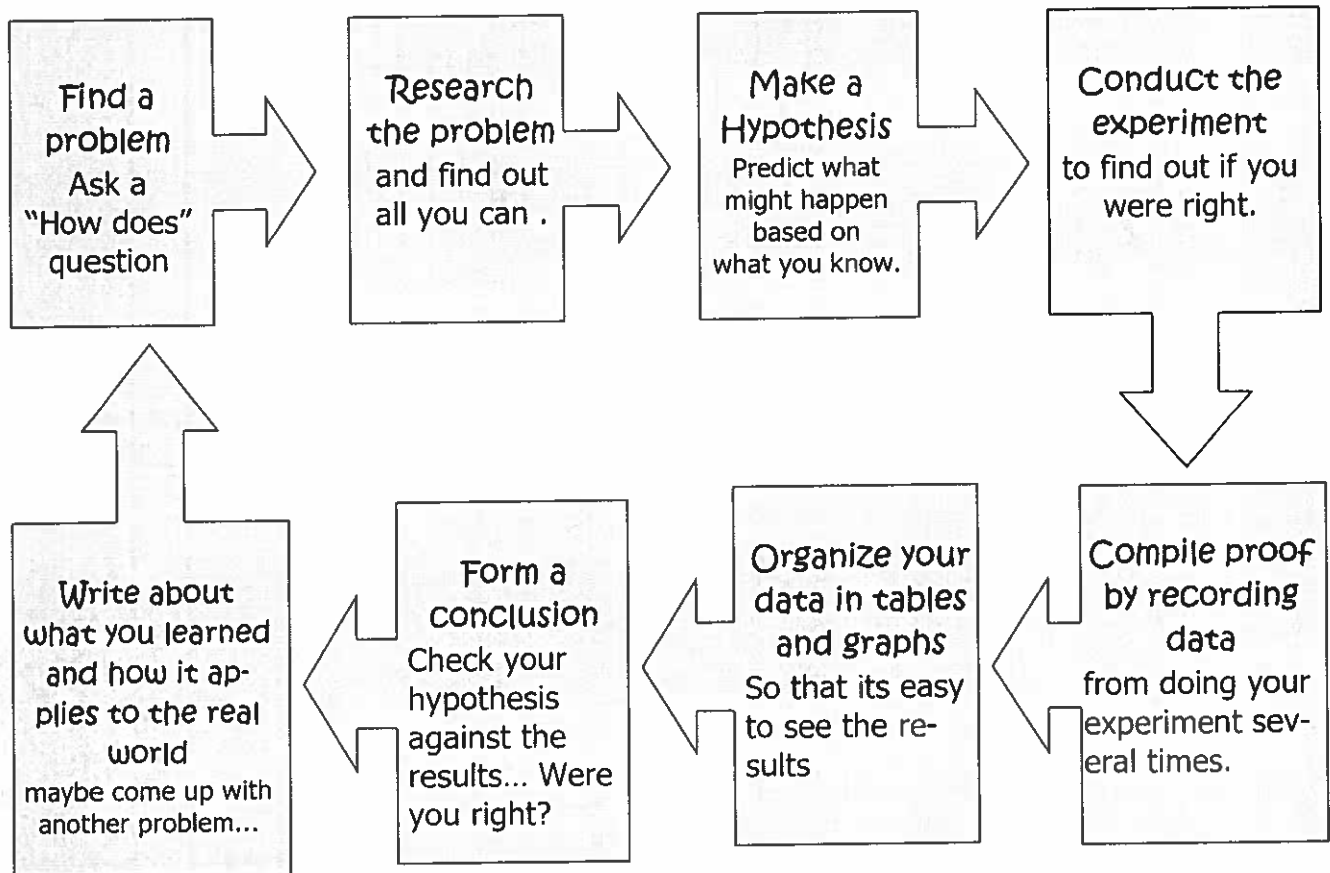 Find a
problem
Ask a
"How does"
question
Research
the problem
and find out
all you can .
Make a
Hypothesis
Predict what
might happen
based on
what you know.
Conduct the
experiment
to find out if you
were right.
Compile proof
by recording
data
from doing your
experiment sev-
eral times.
Organize your
data in tables
and graphs
So that its easy
to see the re-
sults
Form a
conclusion
Check your
hypothesis
against the
results... Were
you right?
Write about
what you learned
and how it ap-
plies to the real
world
maybe come up with
another problem...